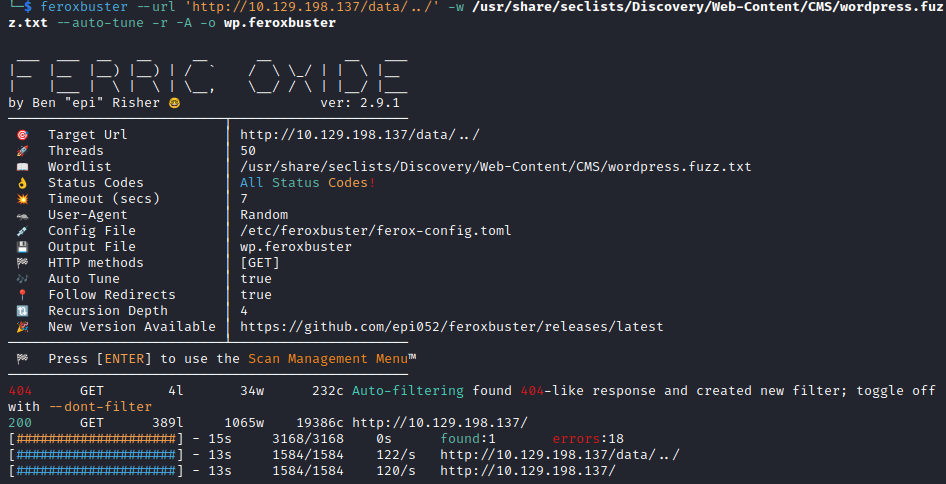 └─$ feroxbuster --url 'http://10.129.198.137/data/../' -w /usr/share/seclists/Discovery/Web-Content/CMS/wordpress.fuz
z.txt --auto-tune -r -A -o wp.feroxbuster
FERRIC OXIDE
by Ben "epi" Risher 🤓 ver: 2.9.1
🎯 Target Url │ http://10.129.198.137/data/../
🚀 Threads │ 50
📖 Wordlist │ /usr/share/seclists/Discovery/Web-Content/CMS/wordpress.fuzz.txt
👌 Status Codes │ All Status Codes!
💥 Timeout (secs) │ 7
🦡 User-Agent │ Random
💉 Config File │ /etc/feroxbuster/ferox-config.toml
💾 Output File │ wp.feroxbuster
🏁 HTTP methods │ [GET]
🎶 Auto Tune │ true
📍 Follow Redirects │ true
🔃 Recursion Depth │ 4
🎉 New Version Available │ https://github.com/epi052/feroxbuster/releases/latest
🏁 Press [ENTER] to use the Scan Management Menu™
404 GET 4l 34w 232c Auto-filtering found 404-like response and created new filter; toggle off
with --dont-filter
200 GET 389l 1065w 19386c http://10.129.198.137/
[####################] - 15s 3168/3168 0s found:1 errors:18
[####################] - 13s 1584/1584 122/s http://10.129.198.137/data/../
[####################] - 13s 1584/1584 120/s http://10.129.198.137/